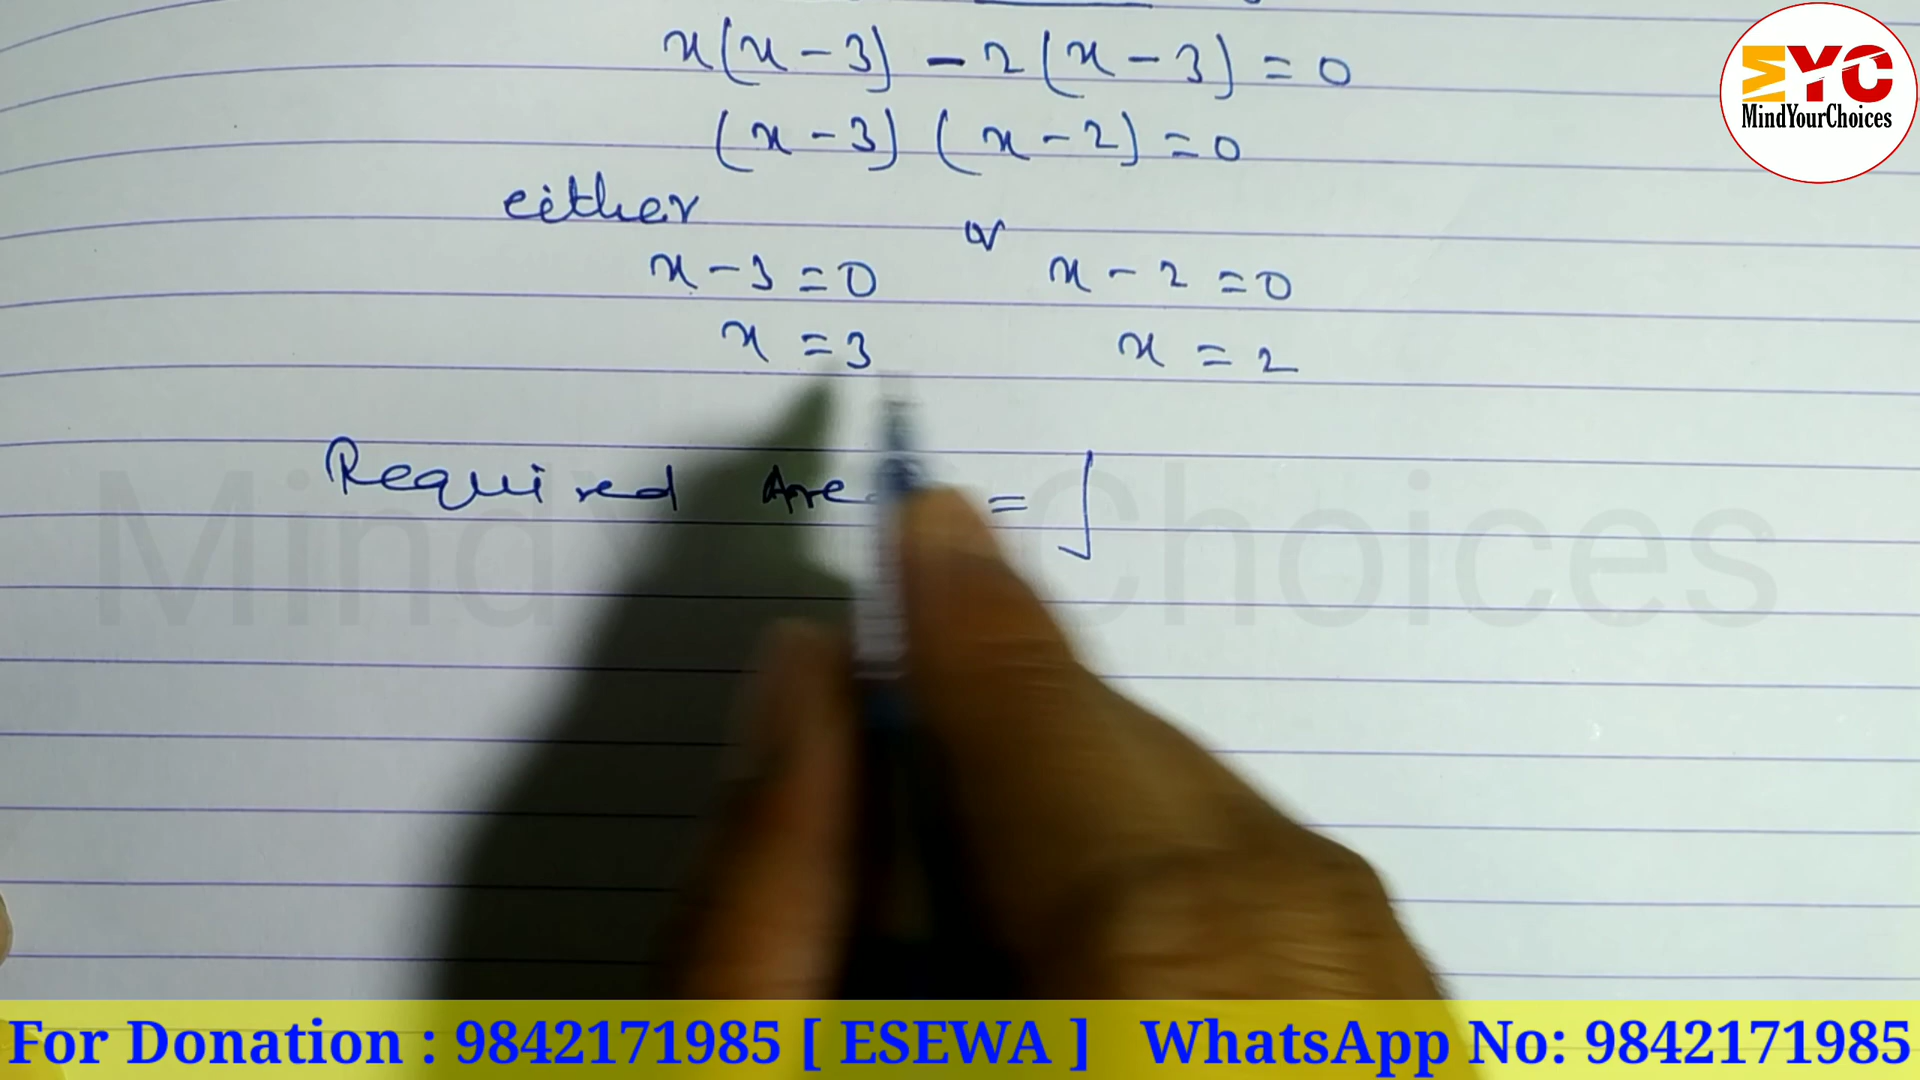 x(x-3) - 2(x-3) = 0
(x-3) (x-2) = 0
either
or
x-3=0 x-2=0
x=3 x=2
Required Are = ∫
MYC
MindYourChoices
For Donation : 9842171985 [ ESEWA ] WhatsApp No: 9842171985